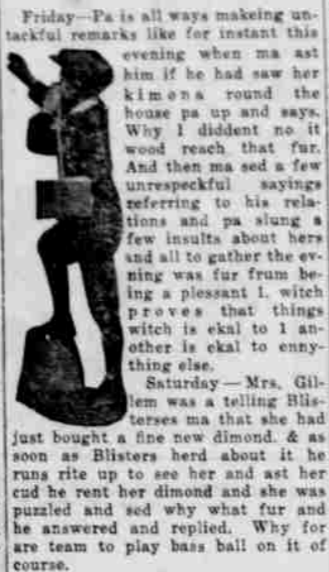 Friday—Pa is all ways makeing un-
tackful remarks like for instant this
evening when ma ast
him if he had saw her
kimona round the
house pa up and says.
Why I diddent no it
wood reach that fur.
And then ma sed a few
unrespeckful sayings
referring to his rela-
tions and pa slung a
few insults about hers
and all to gather the ev-
ning was fur frum be-
ing a plessant 1. witch
proves that things
witch is ekal to 1 an-
other is ekal to enny-
thing else.
Saturday—Mrs. Gil-
lem was a telling Blis-
terses ma that she had
just bought a fine new dimond. & as
soon as Blisters herd about it he
runs rite up to see her and ast her
cud he rent her dimond and she was
puzzled and sed why what fur and
he answered and replied. Why for
are team to play bass ball on it of
course.